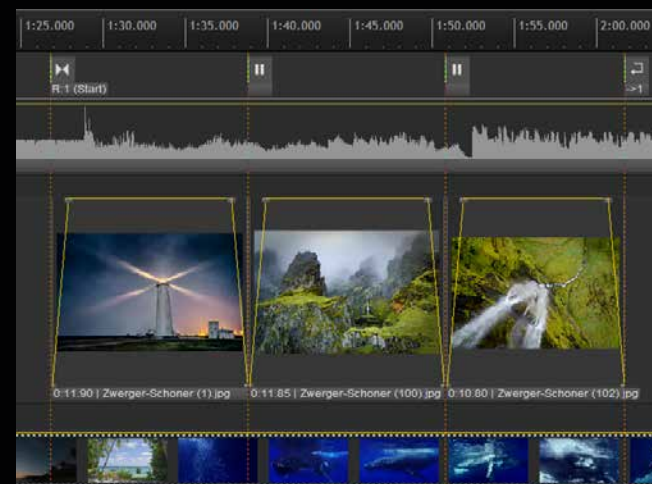 1:25.000 1:30.000 1:35.000 1:40.000 1:45.000 1:50.000 1:55.000 2:00.000
R:1 (Start) ->1
0:11.90 | Zwerger-Schoner (1).jpg 0:11.85 | Zwerger-Schoner (100).jpg 0:10.80 | Zwerger-Schoner (102).jpg